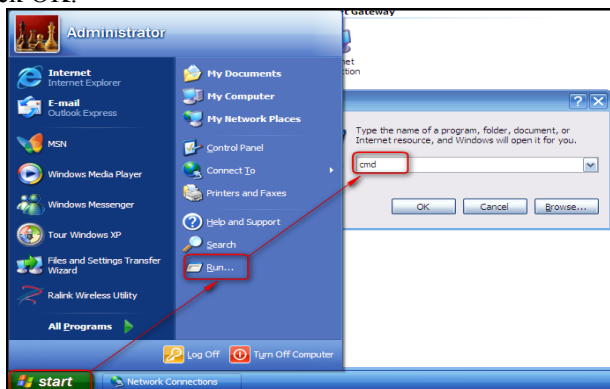 OK.
Gateway
Administrator
Internet
Internet Explorer
E-mail
Outlook Express
MSN
Windows Media Player
Windows Messenger
Tour Windows XP
Files and Settings Transfer
Wizard
Ralink Wireless Utility
All Programs
My Documents
My Computer
My Network Places
Control Panel
Connect To
Printers and Faxes
Help and Support
Search
Run...
Log Off
Turn Off Computer
start
Network Connections
Type the name of a program, folder, document, or
Internet resource, and Windows will open it for you.
cmd
OK
Cancel
Browse...